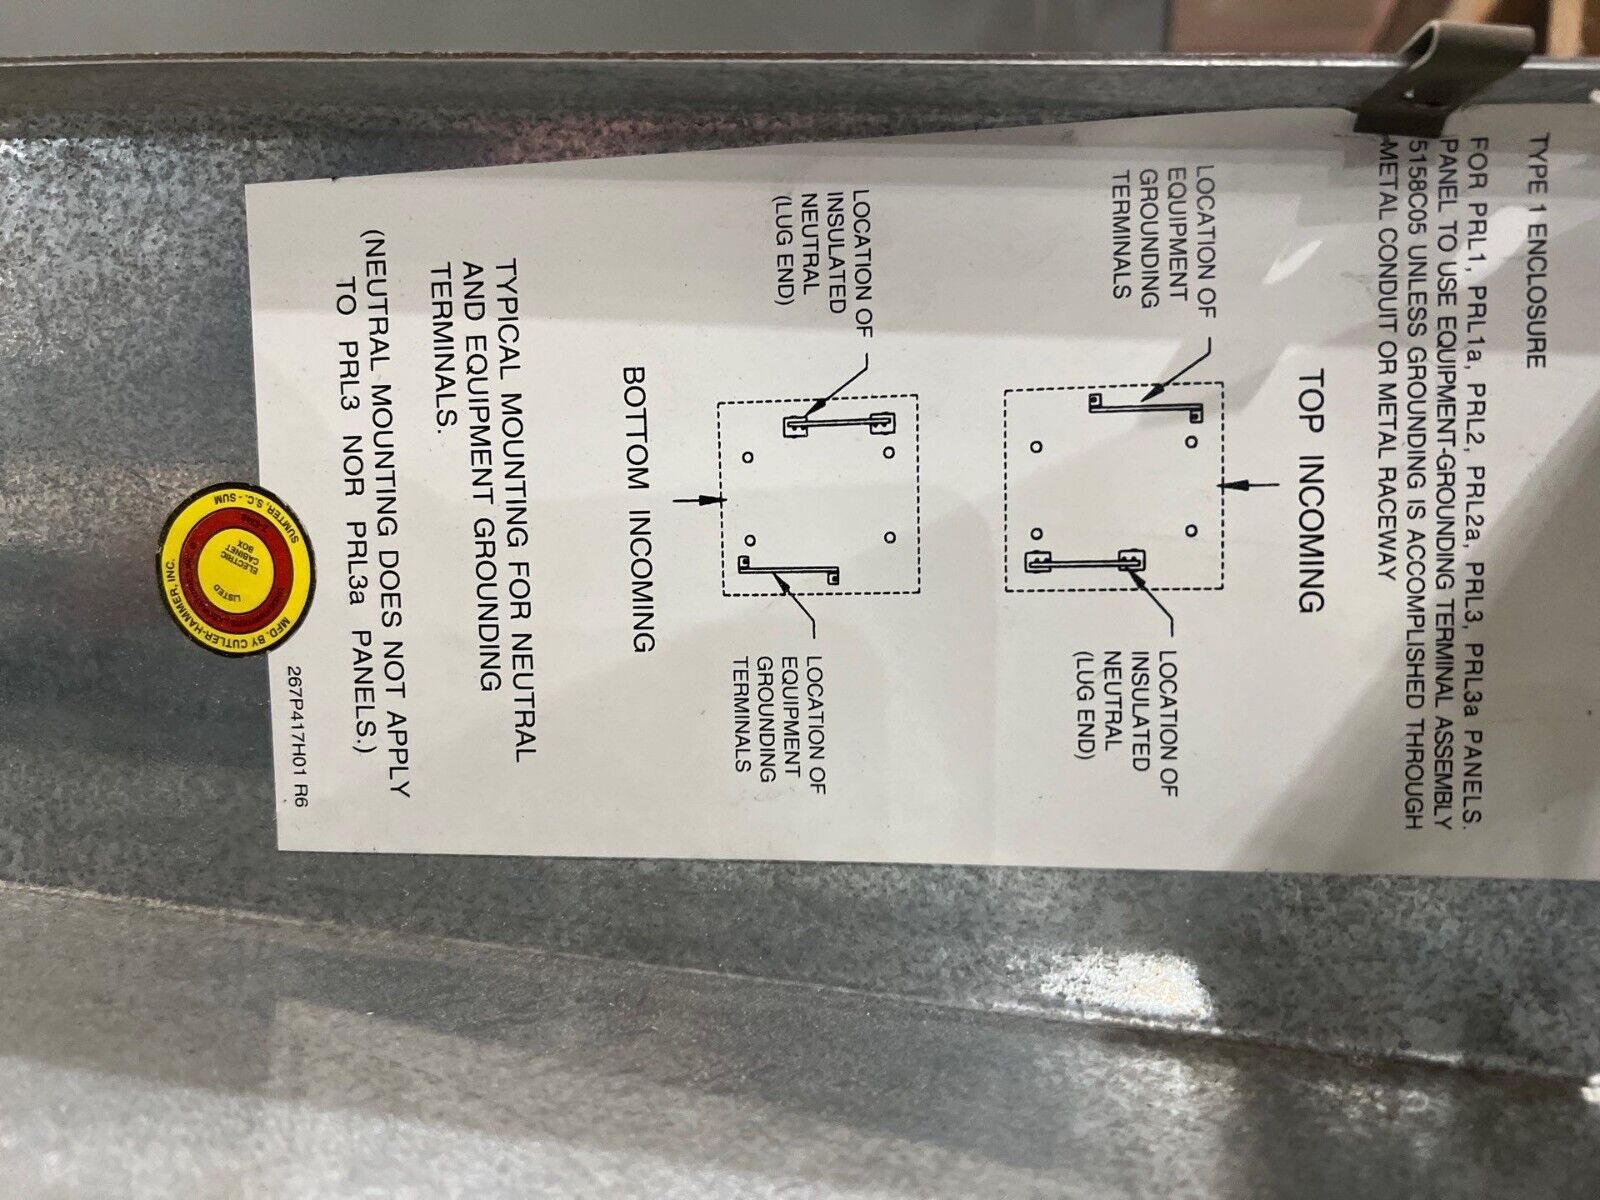 TYPE 1 ENCLOSURE
FOR PRL1, PRL1a, PRL2, PRL2a, PRL3, PRL3a PANELS.
PANEL TO USE EQUIPMENT-GROUNDING TERMINAL ASSEMBLY
5158C05 UNLESS GROUNDING IS ACCOMPLISHED THROUGH
METAL CONDUIT OR METAL RACEWAY
TOP INCOMING
LOCATION OF
EQUIPMENT
GROUNDING
TERMINALS
LOCATION OF
INSULATED
NEUTRAL
(LUG END)
LOCATION OF
INSULATED
NEUTRAL
(LUG END)
LOCATION OF
EQUIPMENT
GROUNDING
TERMINALS
BOTTOM INCOMING
TYPICAL MOUNTING FOR NEUTRAL
AND EQUIPMENT GROUNDING
TERMINALS.
(NEUTRAL MOUNTING DOES NOT APPLY
TO PRL3 NOR PRL3a PANELS.)
267P417H01 R6
MFD. BY CUTLER-HAMMER, INC.
SUMTER, S.C. - SUM
LISTED
ELECTRIC
CABINET
BOX